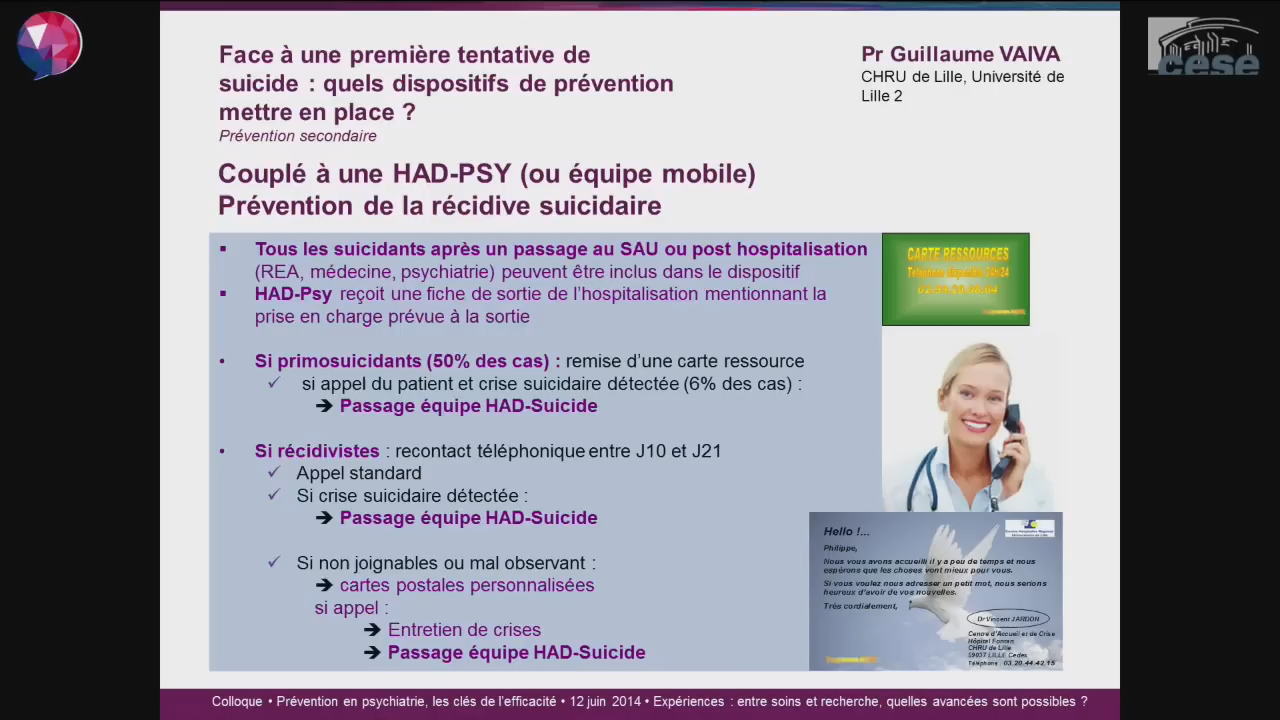 Face à une première tentative de
suicide : quels dispositifs de prévention
mettre en place ?
Prévention secondaire
Pr Guillaume VAIVA
CHRU de Lille, Université de
Lille 2
cese
Couplé à une HAD-PSY (ou équipe mobile)
Prévention de la récidive suicidaire
▪ Tous les suicidants après un passage au SAU ou post hospitalisation
(REA, médecine, psychiatrie) peuvent être inclus dans le dispositif
▪ HAD-Psy reçoit une fiche de sortie de l'hospitalisation mentionnant la
prise en charge prévue à la sortie
• Si primosuicidants (50% des cas) : remise d'une carte ressource
✓ si appel du patient et crise suicidaire détectée (6% des cas) :
➔ Passage équipe HAD-Suicide
• Si récidivistes : recontact téléphonique entre J10 et J21
✓ Appel standard
✓ Si crise suicidaire détectée :
➔ Passage équipe HAD-Suicide
✓ Si non joignables ou mal observant :
➔ cartes postales personnalisées
si appel :
➔ Entretien de crises
➔ Passage équipe HAD-Suicide
CARTE RESSOURCES
Hello !...
Philippe,
Nous vous avons accueilli il y a peu de temps et nous
espérons que les choses vont mieux pour vous.
Si vous voulez nous adresser un petit mot, nous serions
heureux d'avoir de vos nouvelles.
Très cordialement,
Dr Vincent JARDON
Centre d'Accueil et de Crise
Hôpital Fontan
CHRU de Lille
59037 LILLE Cedex
Téléphone : 03.20.44.42.15
Colloque • Prévention en psychiatrie, les clés de l'efficacité • 12 juin 2014 • Expériences : entre soins et recherche, quelles avancées sont possibles ?